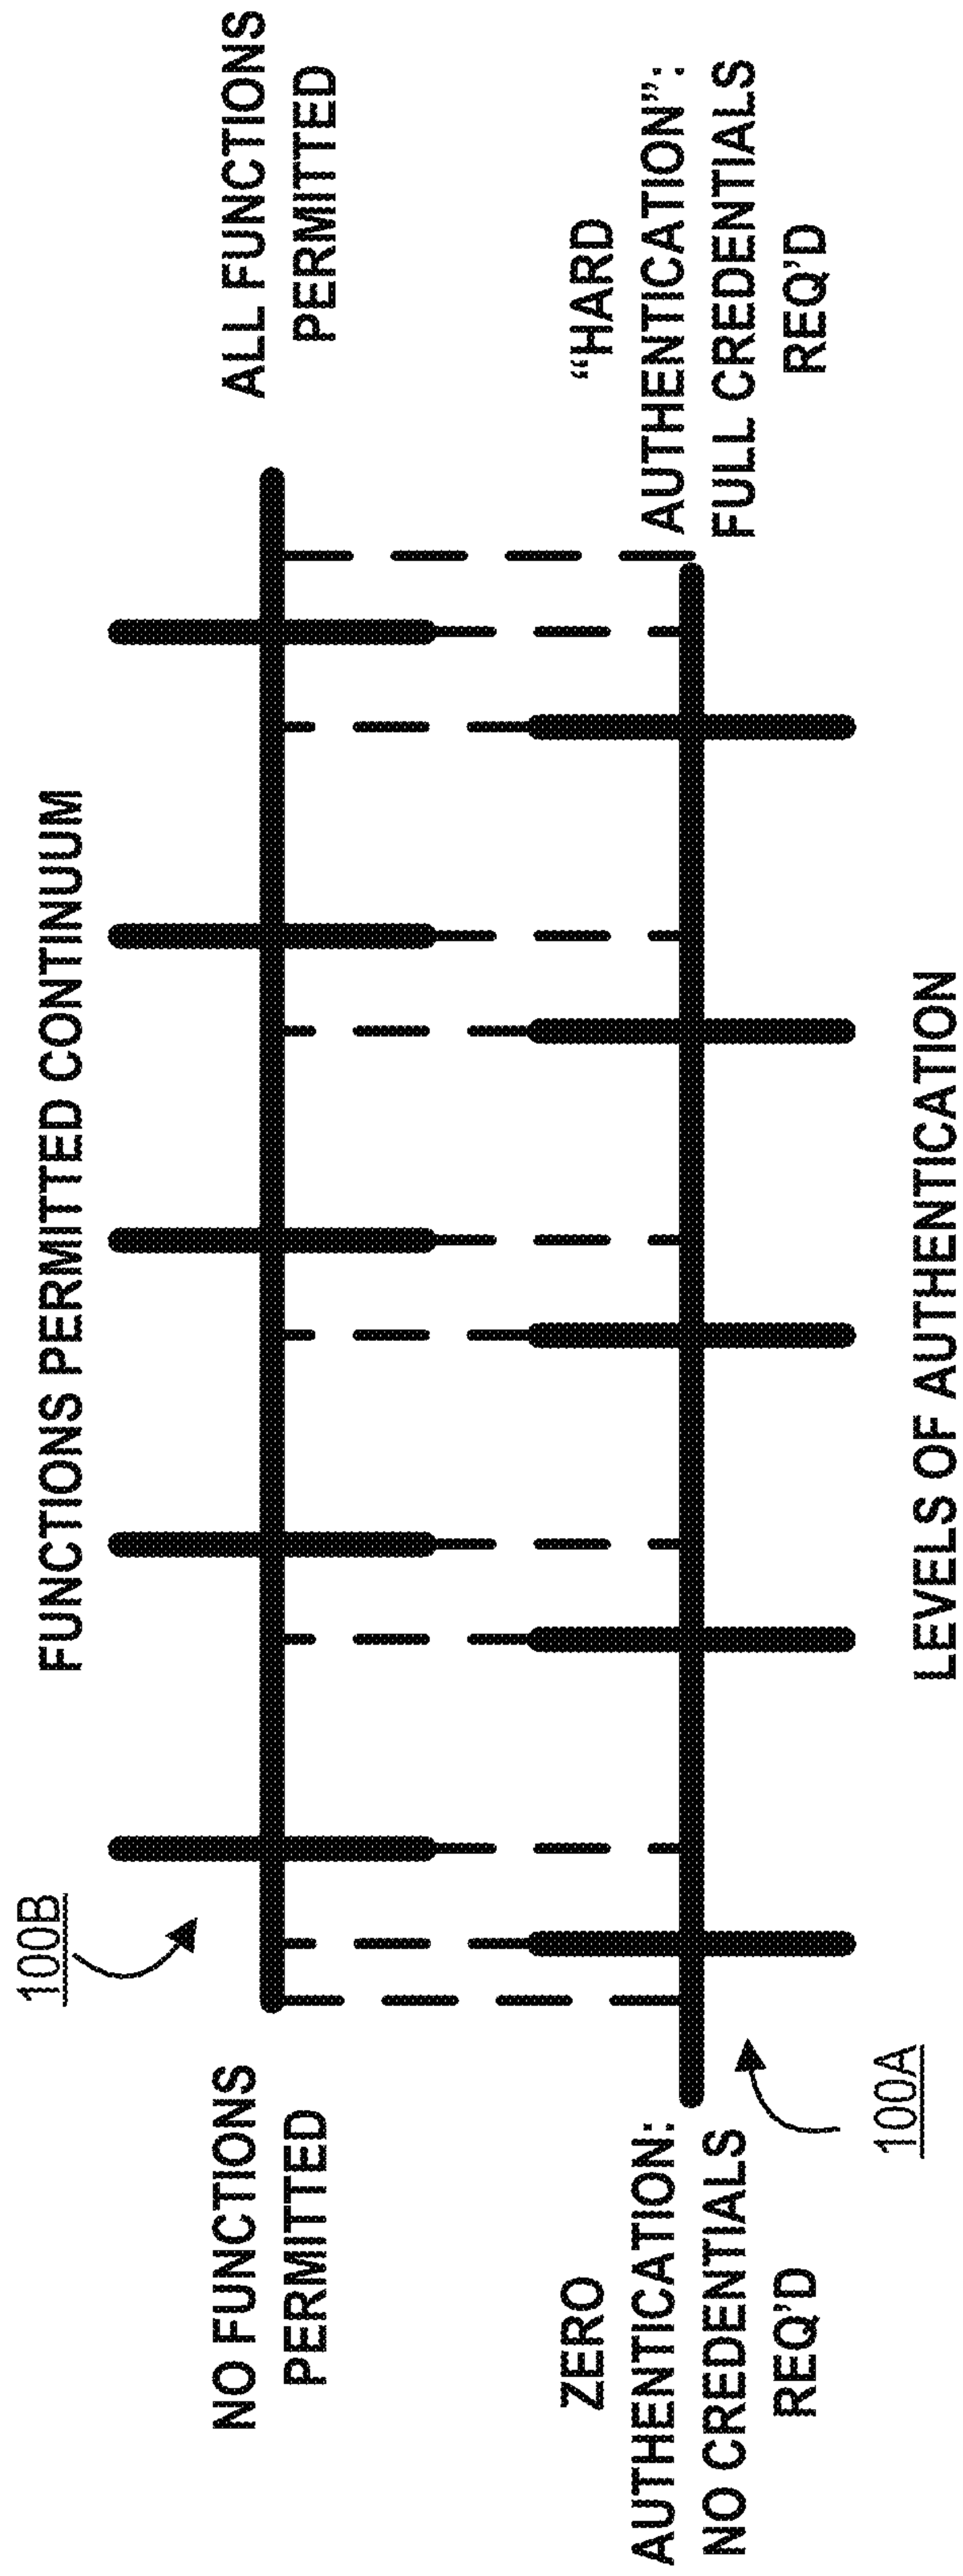 FUNCTIONS PERMITTED CONTINUUM
100B
NO FUNCTIONS
PERMITTED
ALL FUNCTIONS
PERMITTED
ZERO
AUTHENTICATION:
NO CREDENTIALS
REQ'D
“HARD
AUTHENTICATION”:
FULL CREDENTIALS
REQ'D
100A
LEVELS OF AUTHENTICATION